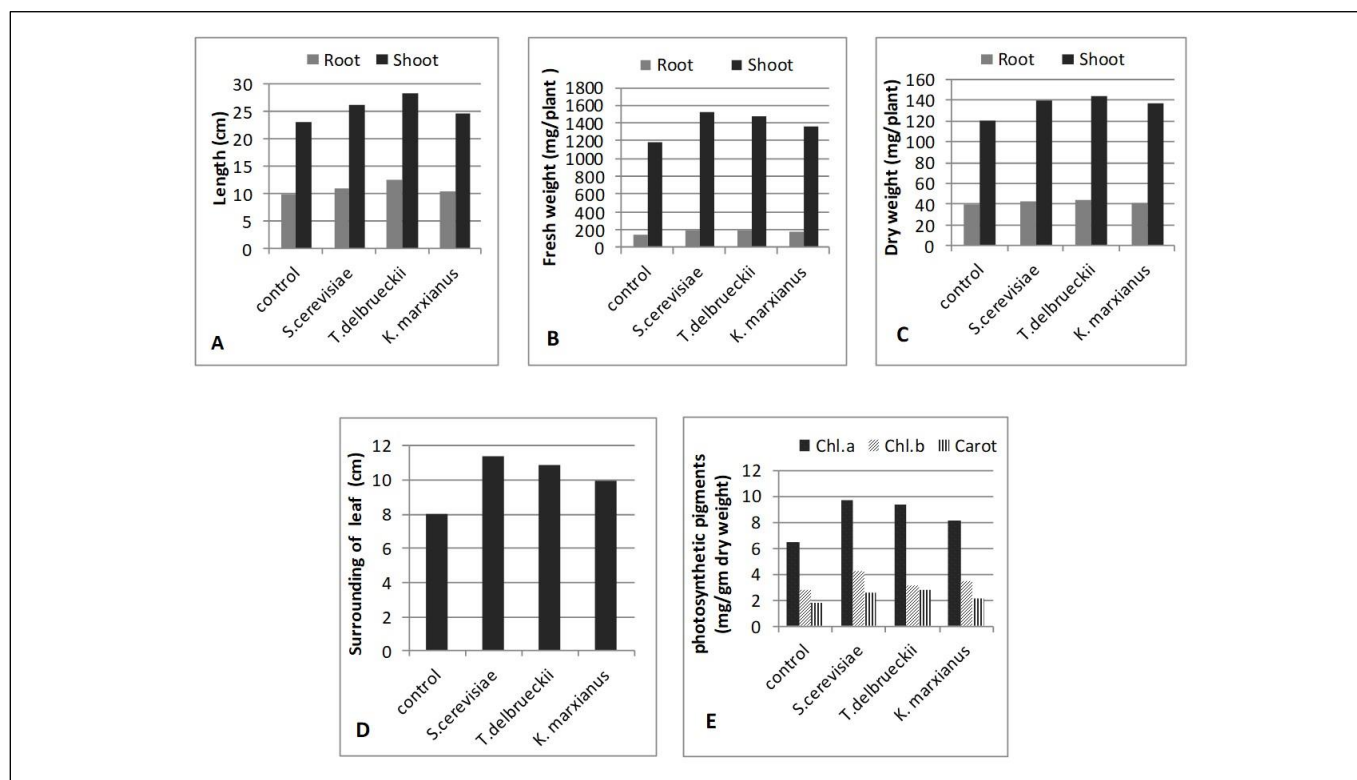 Root Shoot
30
25
20
15
10
5
0
Length (cm)
control
S.cerevisiae
T.delbrueckii
K. marxianus
A
Root Shoot
1800
1600
1400
1200
1000
800
600
400
200
0
Fresh weight (mg/plant )
control
S.cerevisiae
T.delbrueckii
K. marxianus
B
Root Shoot
160
140
120
100
80
60
40
20
0
Dry weight (mg/plant)
control
S.cerevisiae
T.delbrueckii
K. marxianus
C
12
10
8
6
4
2
0
Surrounding of leaf (cm)
control
S.cerevisiae
T.delbrueckii
K. marxianus
D
Chl.a Chl.b Carot
12
10
8
6
4
2
0
photosynthetic pigments
(mg/gm dry weight)
control
S.cerevisiae
T.delbrueckii
K. marxianus
E